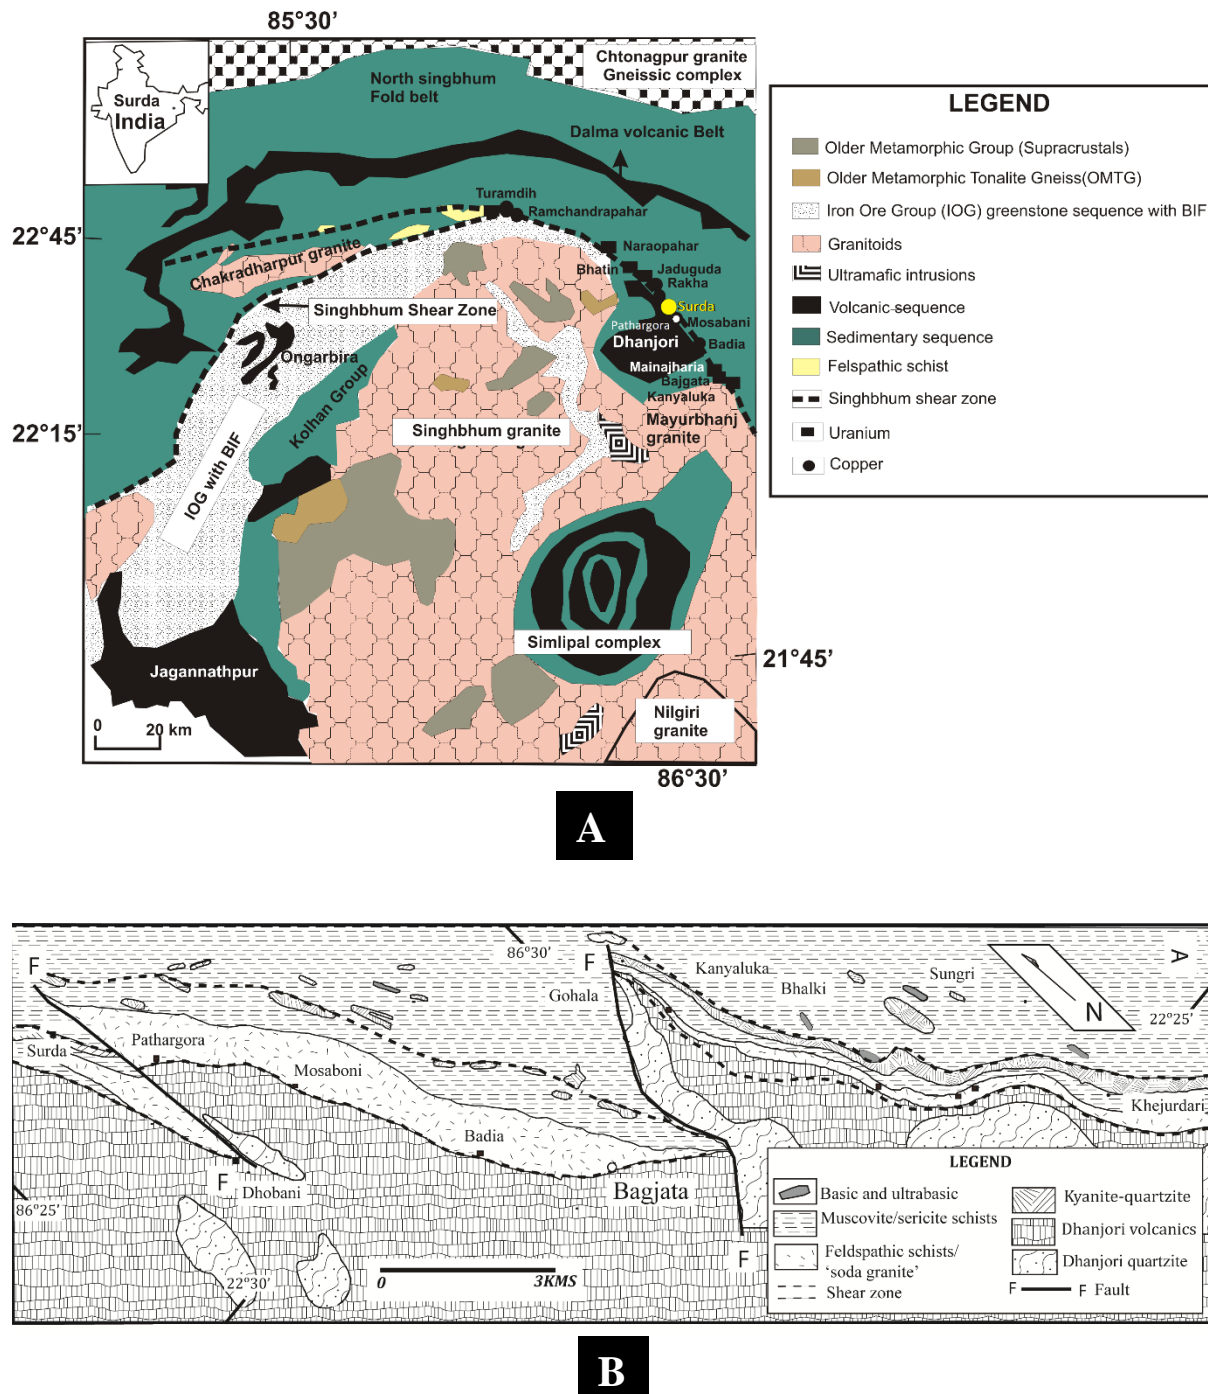 85°30'
Chtonagpur granite
Gneissic complex
North singbhum
Fold belt
Surda
India
Dalma volcanic Belt
LEGEND
Older Metamorphic Group (Supracrustals)
Older Metamorphic Tonalite Gneiss(OMTG)
Iron Ore Group (IOG) greenstone sequence with BIF
Granitoids
Ultramafic intrusions
Volcanic-sequence
Sedimentary sequence
Felspathic schist
Singhbhum shear zone
Uranium
Copper
Turamdih
Ramchandrapahar
22°45'
Naraopahar
Chakradharpur granite
Bhatin
Jaduguda
Rakha
Singhbhum Shear Zone
Surda
Mosabani
Pathargora
Dhanjori
Badia
Ongarbira
Mainajharia
Bajgata
Kanyaluka
Kolhan Group
22°15'
Singhbhum granite
Mayurbhanj
granite
IOG with BIF
Simlipal complex
21°45'
Jagannathpur
Nilgiri
granite
0
20 km
86°30'
A
86°30'
F
F
Gohala
Kanyaluka
Bhalki
Sungri
A
N
22°25'
Surda
Pathargora
Mosaboni
Badia
Khejurdari
F
Dhobani
Bagjata
86°25'
22°30'
0
3KMS
F
LEGEND
Basic and ultrabasic
Muscovite/sericite schists
Feldspathic schists/
'soda granite'
Shear zone
Kyanite-quartzite
Dhanjori volcanics
Dhanjori quartzite
F F Fault
B